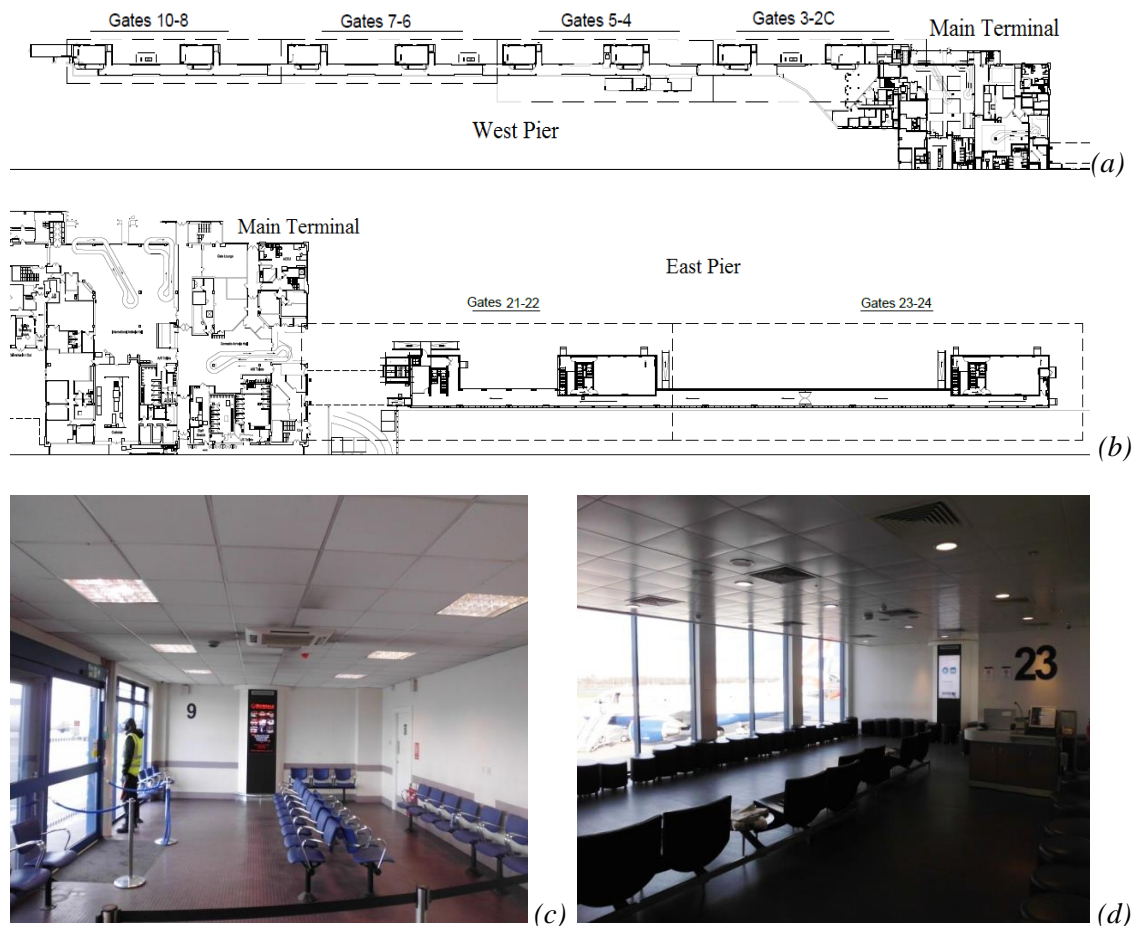 Gates 10-8 Gates 7-6 Gates 5-4 Gates 3-2C Main Terminal
West Pier
(a)
Main Terminal
East Pier
Gates 21-22 Gates 23-24
(b)
9
(c)
23
(d)